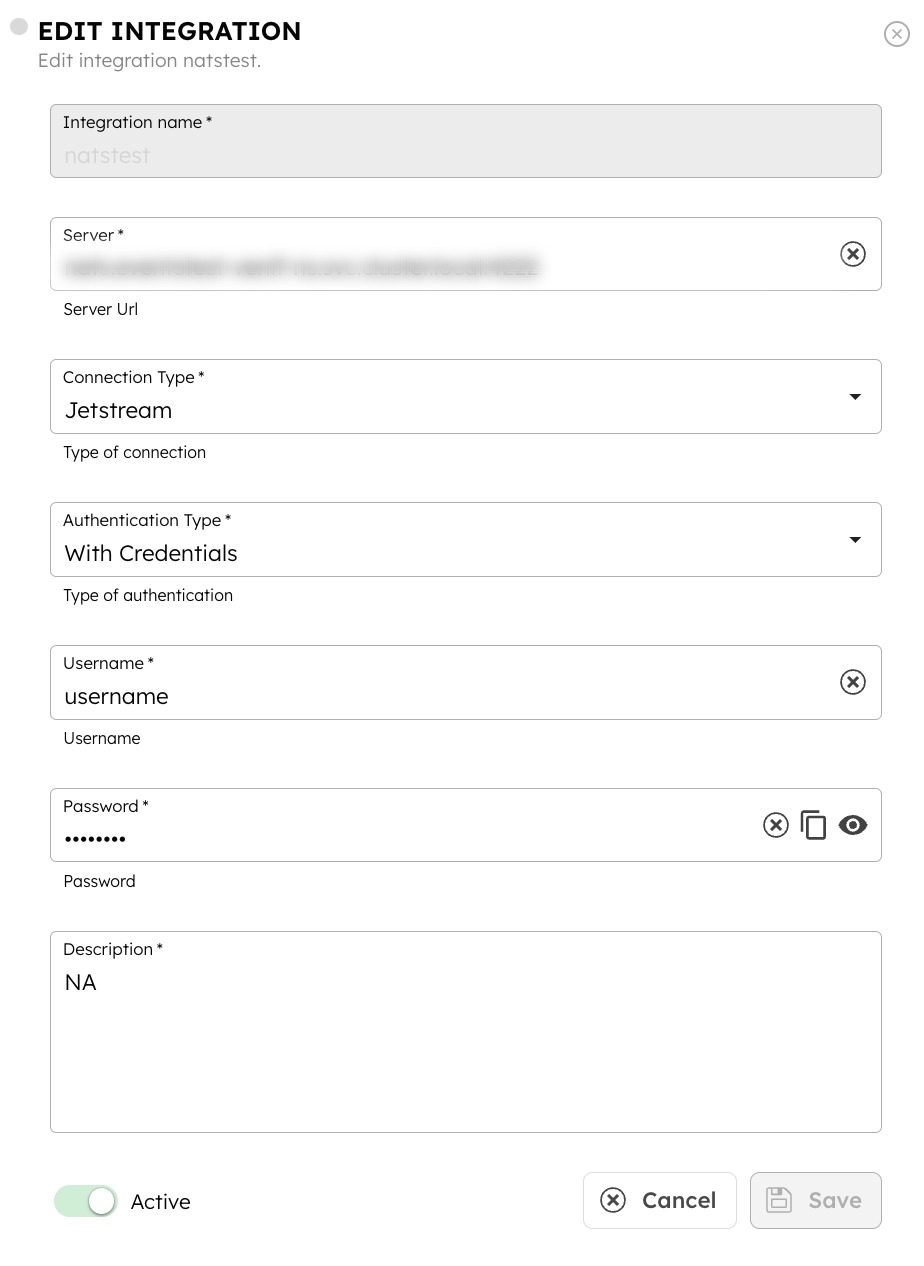 EDIT INTEGRATION
Edit integration natstest.
Integration name *
natstest
Server *
Server Url
Connection Type *
Jetstream
Type of connection
Authentication Type *
With Credentials
Type of authentication
Username *
username
Username
Password *
••••••••
Password
Description *
NA
Active
Cancel
Save